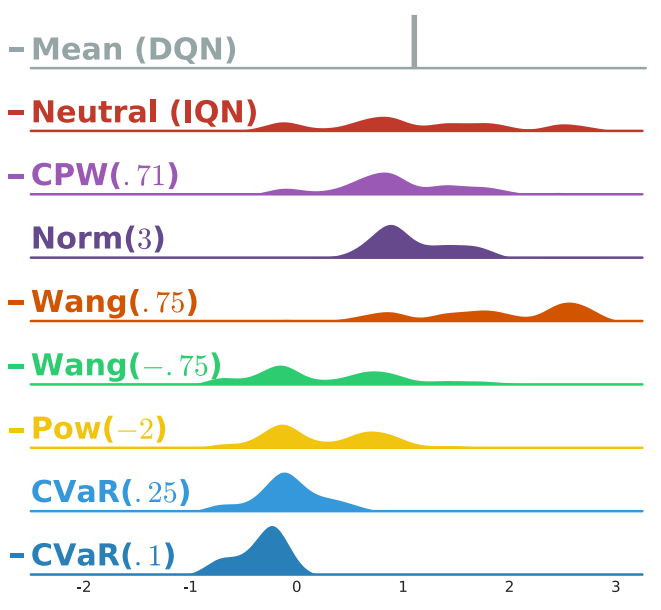 Mean (DQN)
Neutral (IQN)
CPW(.71)
Norm(3)
Wang(.75)
Wang(−.75)
Pow(−2)
CVaR(.25)
CVaR(.1)
-2 -1 0 1 2 3